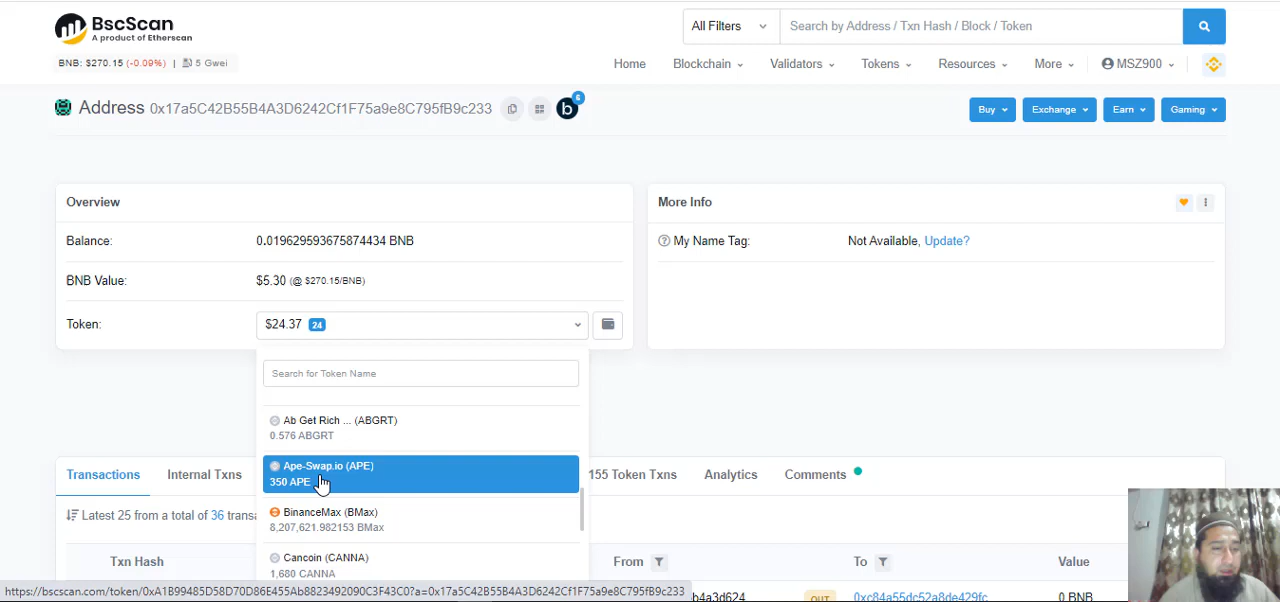 BscScan
A product of Etherscan
All Filters
Search by Address / Txn Hash / Block / Token
BNB: $270.15 (-0.09%) | 5 Gwei
Home Blockchain Validators Tokens Resources More MSZ900
Address 0x17a5C42B55B4A3D6242Cf1F75a9e8C795fB9c233
b 6
Buy Exchange Earn Gaming
Overview
Balance: 0.019629593675874434 BNB
BNB Value: $5.30 (@ $270.15/BNB)
Token: $24.37 24
More Info
My Name Tag: Not Available, Update?
Search for Token Name
Ab Get Rich ... (ABGRT)
0.576 ABGRT
Ape-Swap.io (APE)
350 APE
BinanceMax (BMax)
8,207,621.982153 BMax
Cancoin (CANNA)
1,680 CANNA
Transactions Internal Txns 155 Token Txns Analytics Comments
Latest 25 from a total of 36 transa
Txn Hash From To Value
b4a3d624 OUT 0xc84a55dc52a8de429fc 0 BNB
https://bscscan.com/token/0xA1B99485D58D70D86E455Ab8823492090C3F43C0?a=0x17a5C42B55B4A3D6242Cf1F75a9e8C795fB9c233